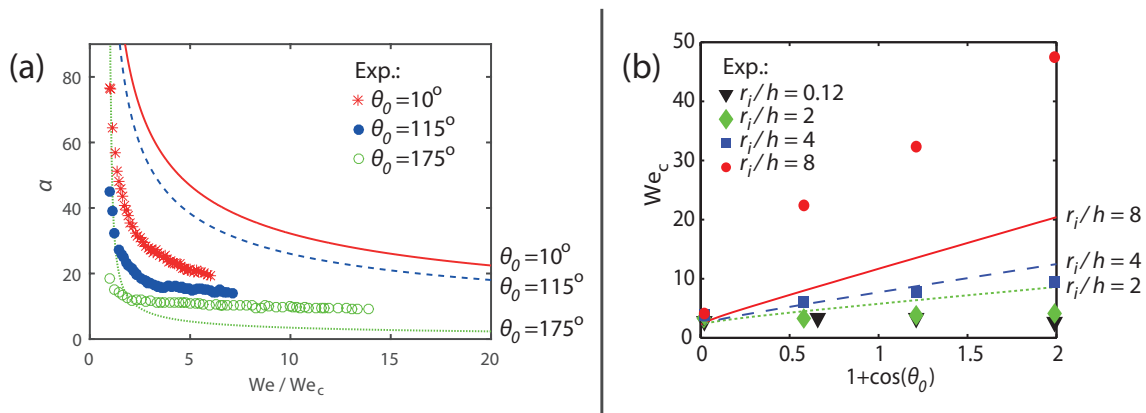 (a)
80
60
40
20
0
α
0
5
10
15
20
We / We_c
Exp.:
θ_0 =10°
θ_0 =115°
θ_0 =175°
θ_0 =10°
θ_0 =115°
θ_0 =175°
(b)
50
40
30
20
10
0
We_c
0
0.5
1
1.5
2
1+cos(θ_0)
Exp.:
r_i/h = 0.12
r_i/h = 2
r_i/h = 4
r_i/h = 8
r_i/h = 8
r_i/h = 4
r_i/h = 2